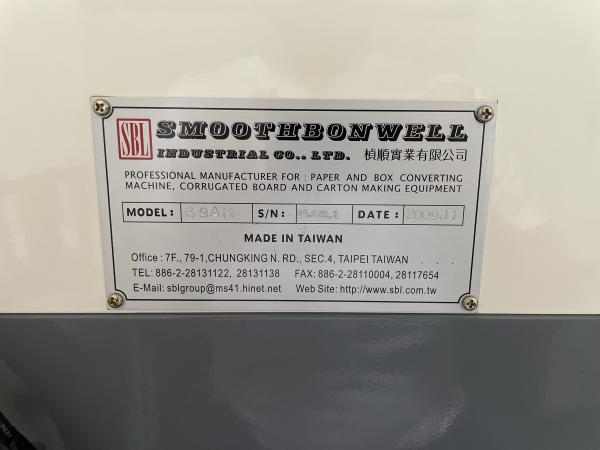 SBL SMOOTHBONWELL
INDUSTRIAL CO., LTD. 楨順實業有限公司
PROFESSIONAL MANUFACTURER FOR : PAPER AND BOX CONVERTING
MACHINE, CORRUGATED BOARD AND CARTON MAKING EQUIPMENT
MODEL: 39AM S/N: DATE: 2009.11
MADE IN TAIWAN
Office : 7F., 79-1,CHUNGKING N. RD., SEC.4, TAIPEI TAIWAN . . .
TEL: 886-2-28131122, 28131138 FAX: 886-2-28110004, 28117654
E-Mail: sblgroup@ms41.hinet.net Web Site: http://www.sbl.com.tw